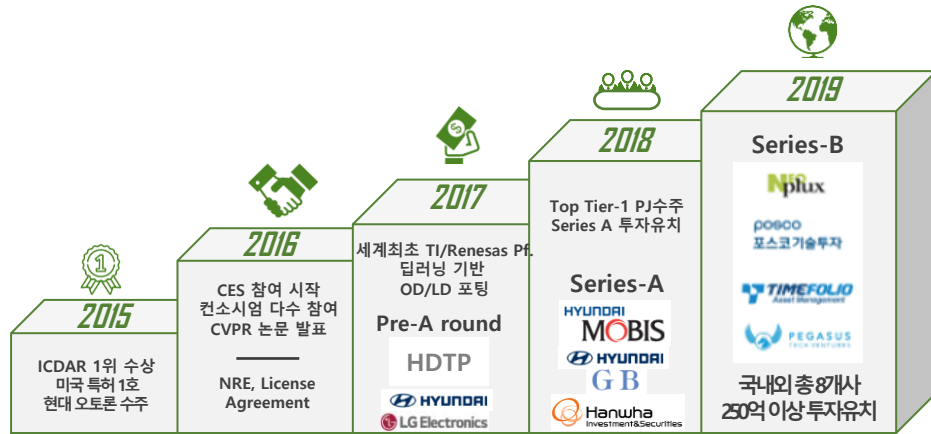 2015
ICDAR 1위 수상
미국 특허 1호
현대 오토론 수주
2016
CES 참여 시작
컨소시엄 다수 참여
CVPR 논문 발표
NRE, License
Agreement
2017
세계최초 TI/Renesas Pf.
딥러닝 기반
OD/LD 포팅
Pre-A round
HDTP
HYUNDAI
LG Electronics
2018
Top Tier-1 PJ수주
Series A 투자유치
Series-A
HYUNDAI
MOBIS
HYUNDAI
GB
Hanwha
Investment&Securities
2019
Series-B
NEOplux
posco
포스코기술투자
TIMEFOLIO
Asset Management
PEGASUS
TECH VENTURES
국내외 총 8개사
250억 이상 투자유치
1